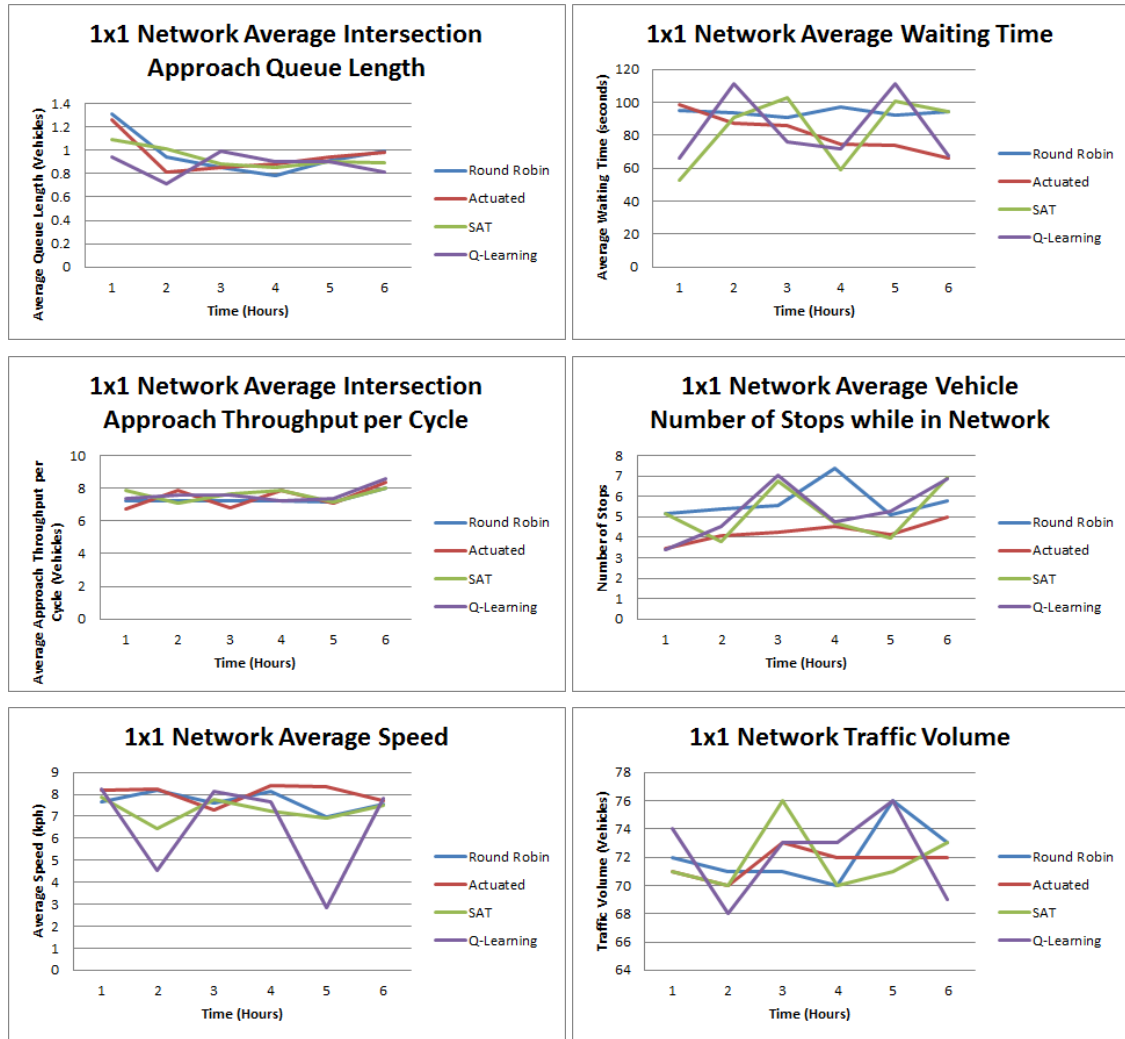 1x1 Network Average Intersection
Approach Queue Length
Average Queue Length (Vehicles)
1.4
1.2
1
0.8
0.6
0.4
0.2
0
1 2 3 4 5 6
Time (Hours)
Round Robin
Actuated
SAT
Q-Learning
1x1 Network Average Waiting Time
Average Waiting Time (seconds)
120
100
80
60
40
20
0
1 2 3 4 5 6
Time (Hours)
Round Robin
Actuated
SAT
Q-Learning
1x1 Network Average Intersection
Approach Throughput per Cycle
Average Approach Throughput per
Cycle (Vehicles)
10
8
6
4
2
0
1 2 3 4 5 6
Time (Hours)
Round Robin
Actuated
SAT
Q-Learning
1x1 Network Average Vehicle
Number of Stops while in Network
Number of Stops
8
7
6
5
4
3
2
1
0
1 2 3 4 5 6
Time (Hours)
Round Robin
Actuated
SAT
Q-Learning
1x1 Network Average Speed
Average Speed (kph)
9
8
7
6
5
4
3
2
1
0
1 2 3 4 5 6
Time (Hours)
Round Robin
Actuated
SAT
Q-Learning
1x1 Network Traffic Volume
Traffic Volume (Vehicles)
78
76
74
72
70
68
66
64
1 2 3 4 5 6
Time (Hours)
Round Robin
Actuated
SAT
Q-Learning